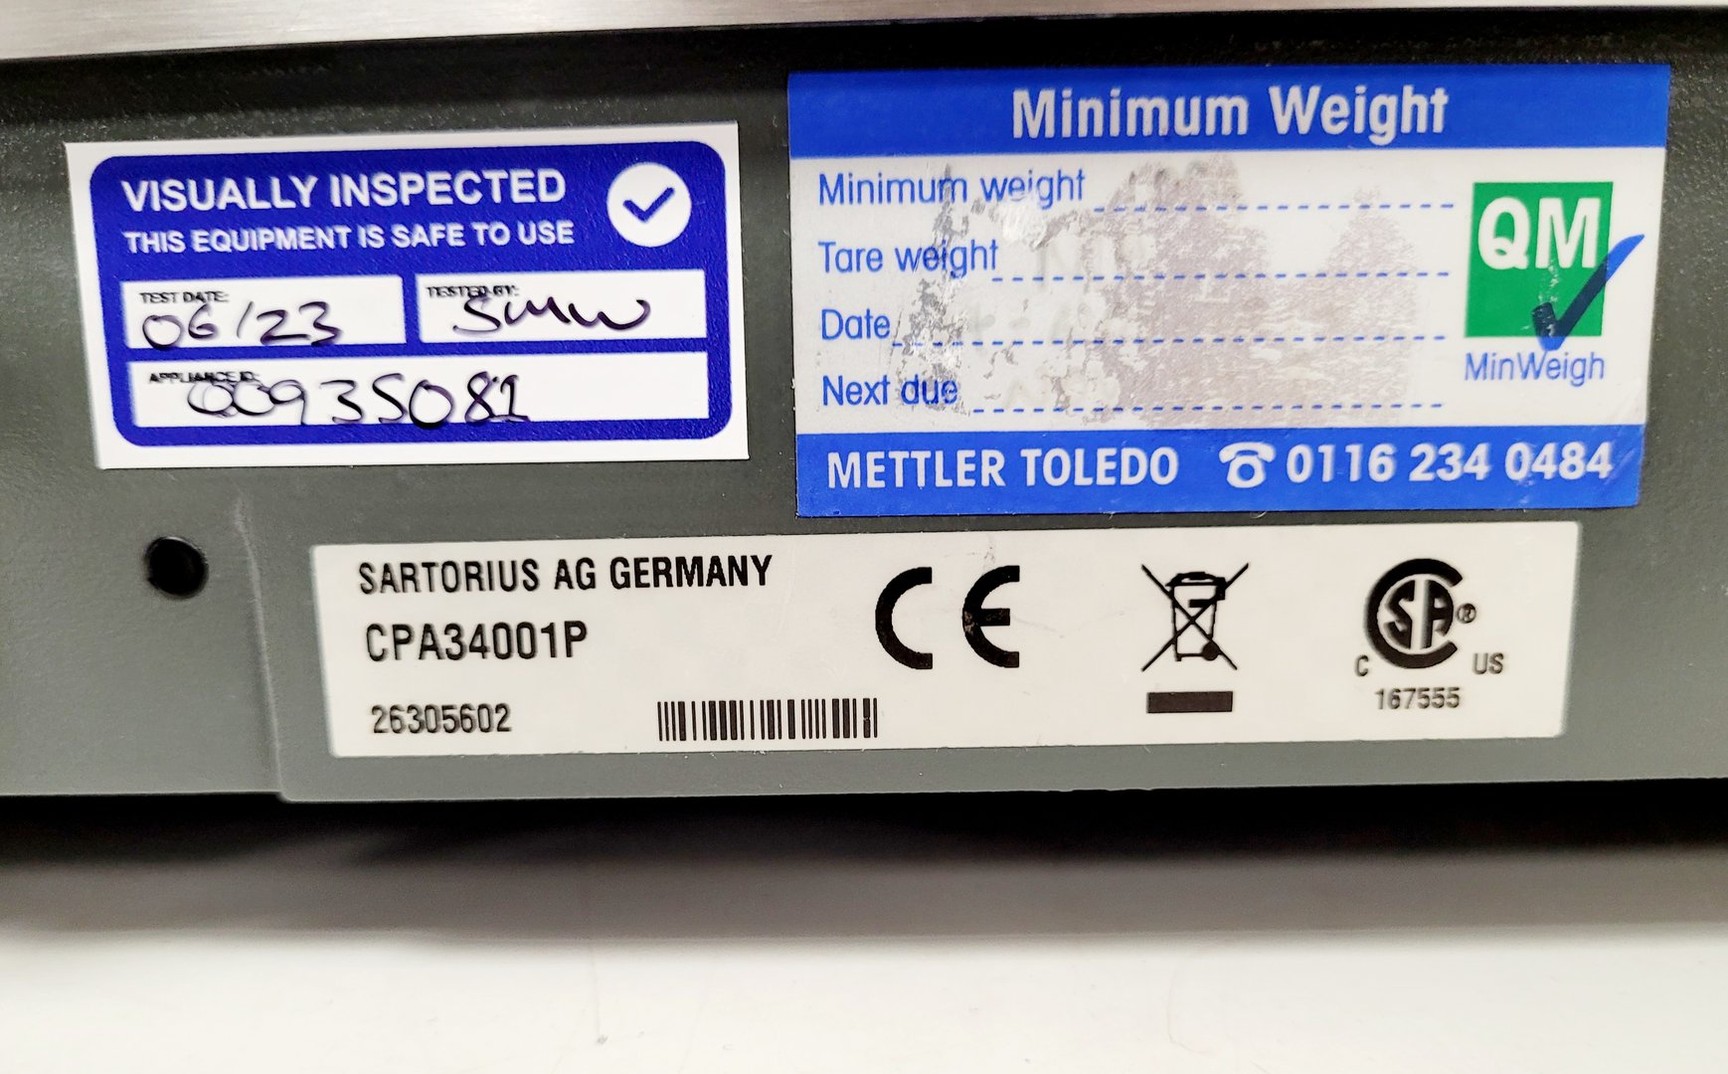 VISUALLY INSPECTED
THIS EQUIPMENT IS SAFE TO USE
TEST DATE:
06/23
TESTED BY:
SMW
APPLIANCE ID:
00935081
Minimum Weight
Minimum weight
Tare weight
Date
Next due
QM
MinWeigh
METTLER TOLEDO ☎ 0116 234 0484
SARTORIUS AG GERMANY
CPA34001P
26305602
CE
CSA®
C US
167555